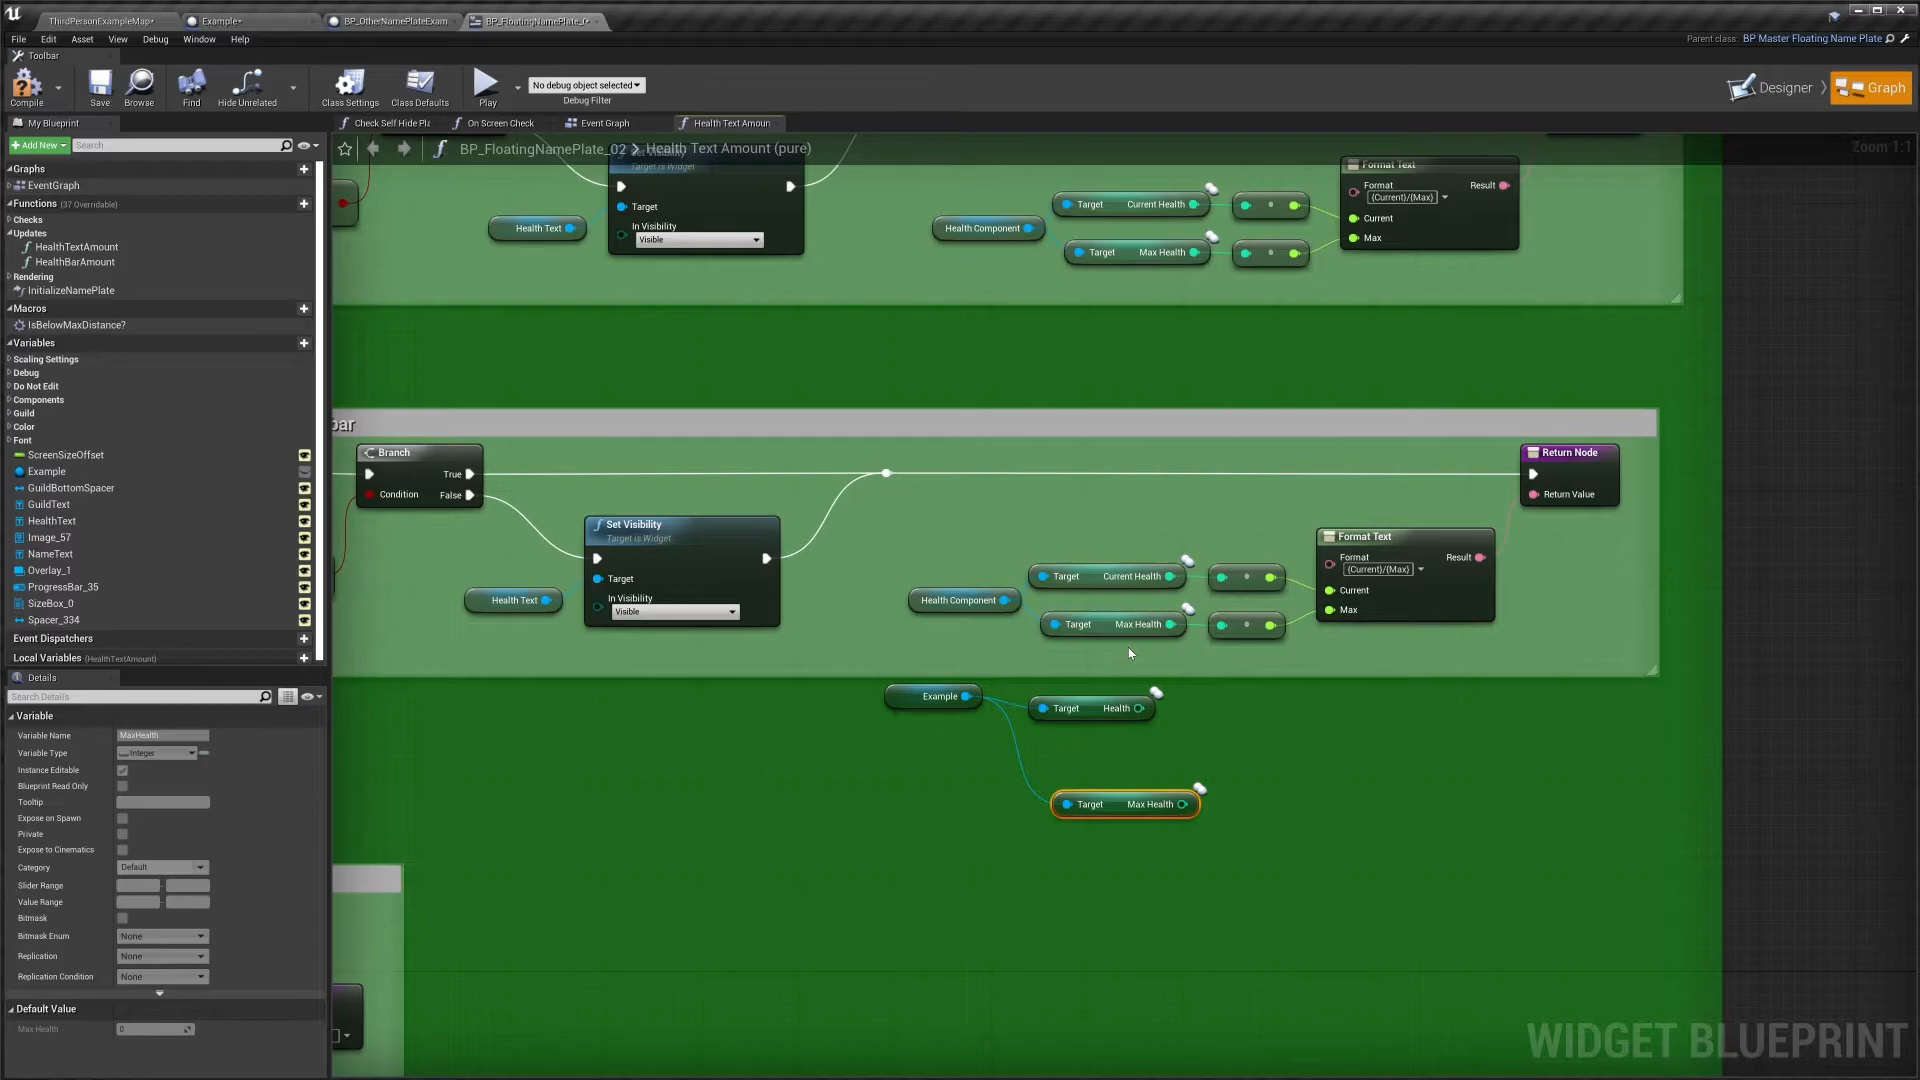 ThirdPersonExampleMap*
Example*
BP_OtherNamePlateExam
BP_FloatingNamePlate_0*
File
Edit
Asset
View
Debug
Window
Help
Parent class: BP Master Floating Name Plate
Toolbar
Compile
Save
Browse
Find
Hide Unrelated
Class Settings
Class Defaults
Play
No debug object selected
Debug Filter
Designer
Graph
My Blueprint
Check Self Hide Pla
On Screen Check
Event Graph
Health Text Amoun
+Add New
Search
BP_FloatingNamePlate_02 > Health Text Amount (pure)
Zoom 1:1
Graphs
EventGraph
Functions (37 Overridable)
Checks
Updates
HealthTextAmount
HealthBarAmount
Rendering
InitializeNamePlate
Macros
IsBelowMaxDistance?
Variables
Scaling Settings
Debug
Do Not Edit
Components
Guild
Color
Font
ScreenSizeOffset
Example
GuildBottomSpacer
GuildText
HealthText
Image_57
NameText
Overlay_1
ProgressBar_35
SizeBox_0
Spacer_334
Event Dispatchers
Local Variables (HealthTextAmount)
Details
Search Details
Variable
Variable Name MaxHealth
Variable Type Integer
Instance Editable
Blueprint Read Only
Tooltip
Expose on Spawn
Private
Expose to Cinematics
Category Default
Slider Range
Value Range
Bitmask
Bitmask Enum None
Replication None
Replication Condition None
Default Value
Max Health 0
Set Visibility
Target is Widget
Target
In Visibility
Visible
Health Text
Health Component
Target Current Health
Target Max Health
Format Text
Format
{Current}/{Max}
Result
Current
Max
bar
Branch
True
Condition
False
Set Visibility
Target is Widget
Target
In Visibility
Visible
Health Text
Health Component
Target Current Health
Target Max Health
Format Text
Format
{Current}/{Max}
Result
Current
Max
Return Node
Return Value
Example
Target Health
Target Max Health
WIDGET BLUEPRINT